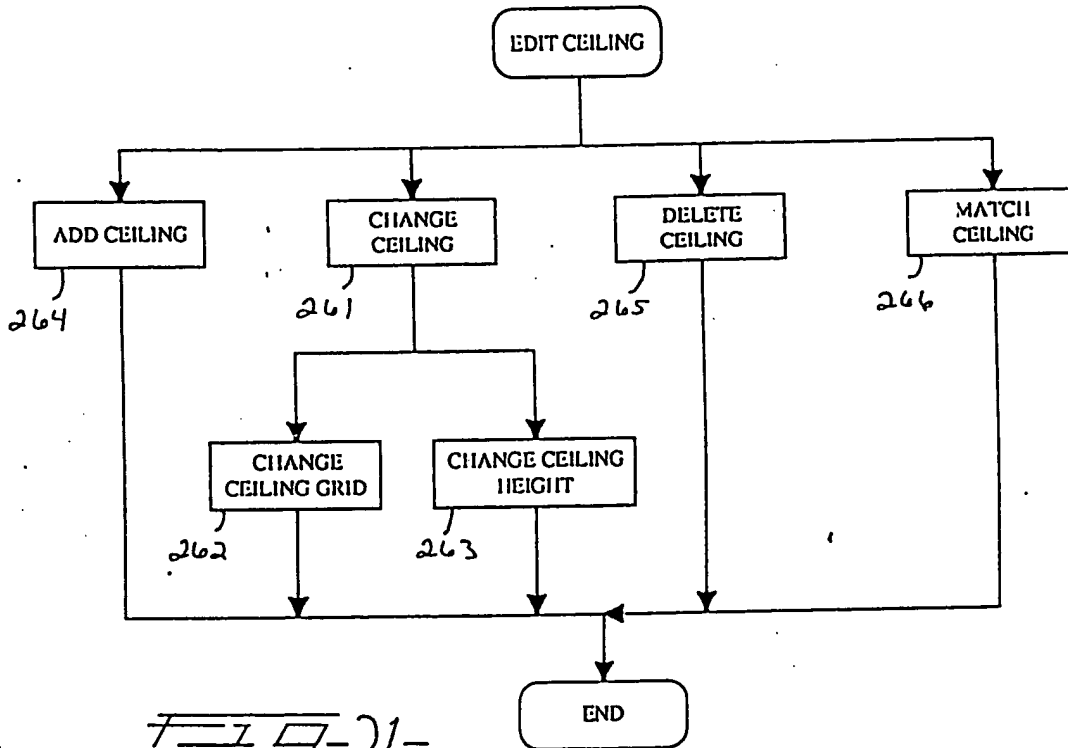 EDIT CEILING
ADD CEILING
CHANGE
CEILING
DELETE
CEILING
MATCH
CEILING
264
261
265
266
CHANGE
CEILING GRID
CHANGE CEILING
HEIGHT
262
263
END